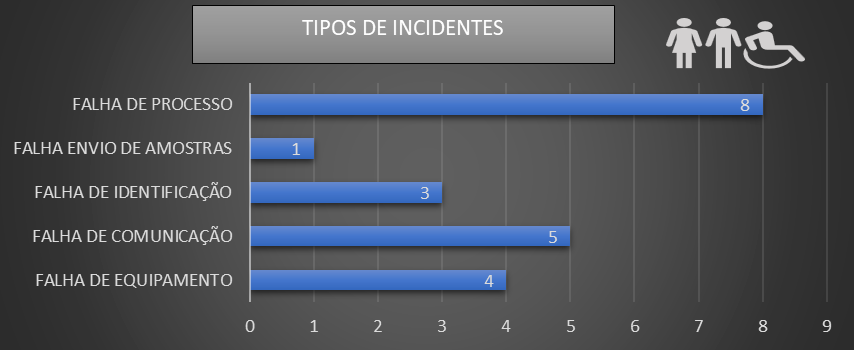 TIPOS DE INCIDENTES
FALHA DE PROCESSO 8
FALHA ENVIO DE AMOSTRAS 1
FALHA DE IDENTIFICAÇÃO 3
FALHA DE COMUNICAÇÃO 5
FALHA DE EQUIPAMENTO 4
0 1 2 3 4 5 6 7 8 9